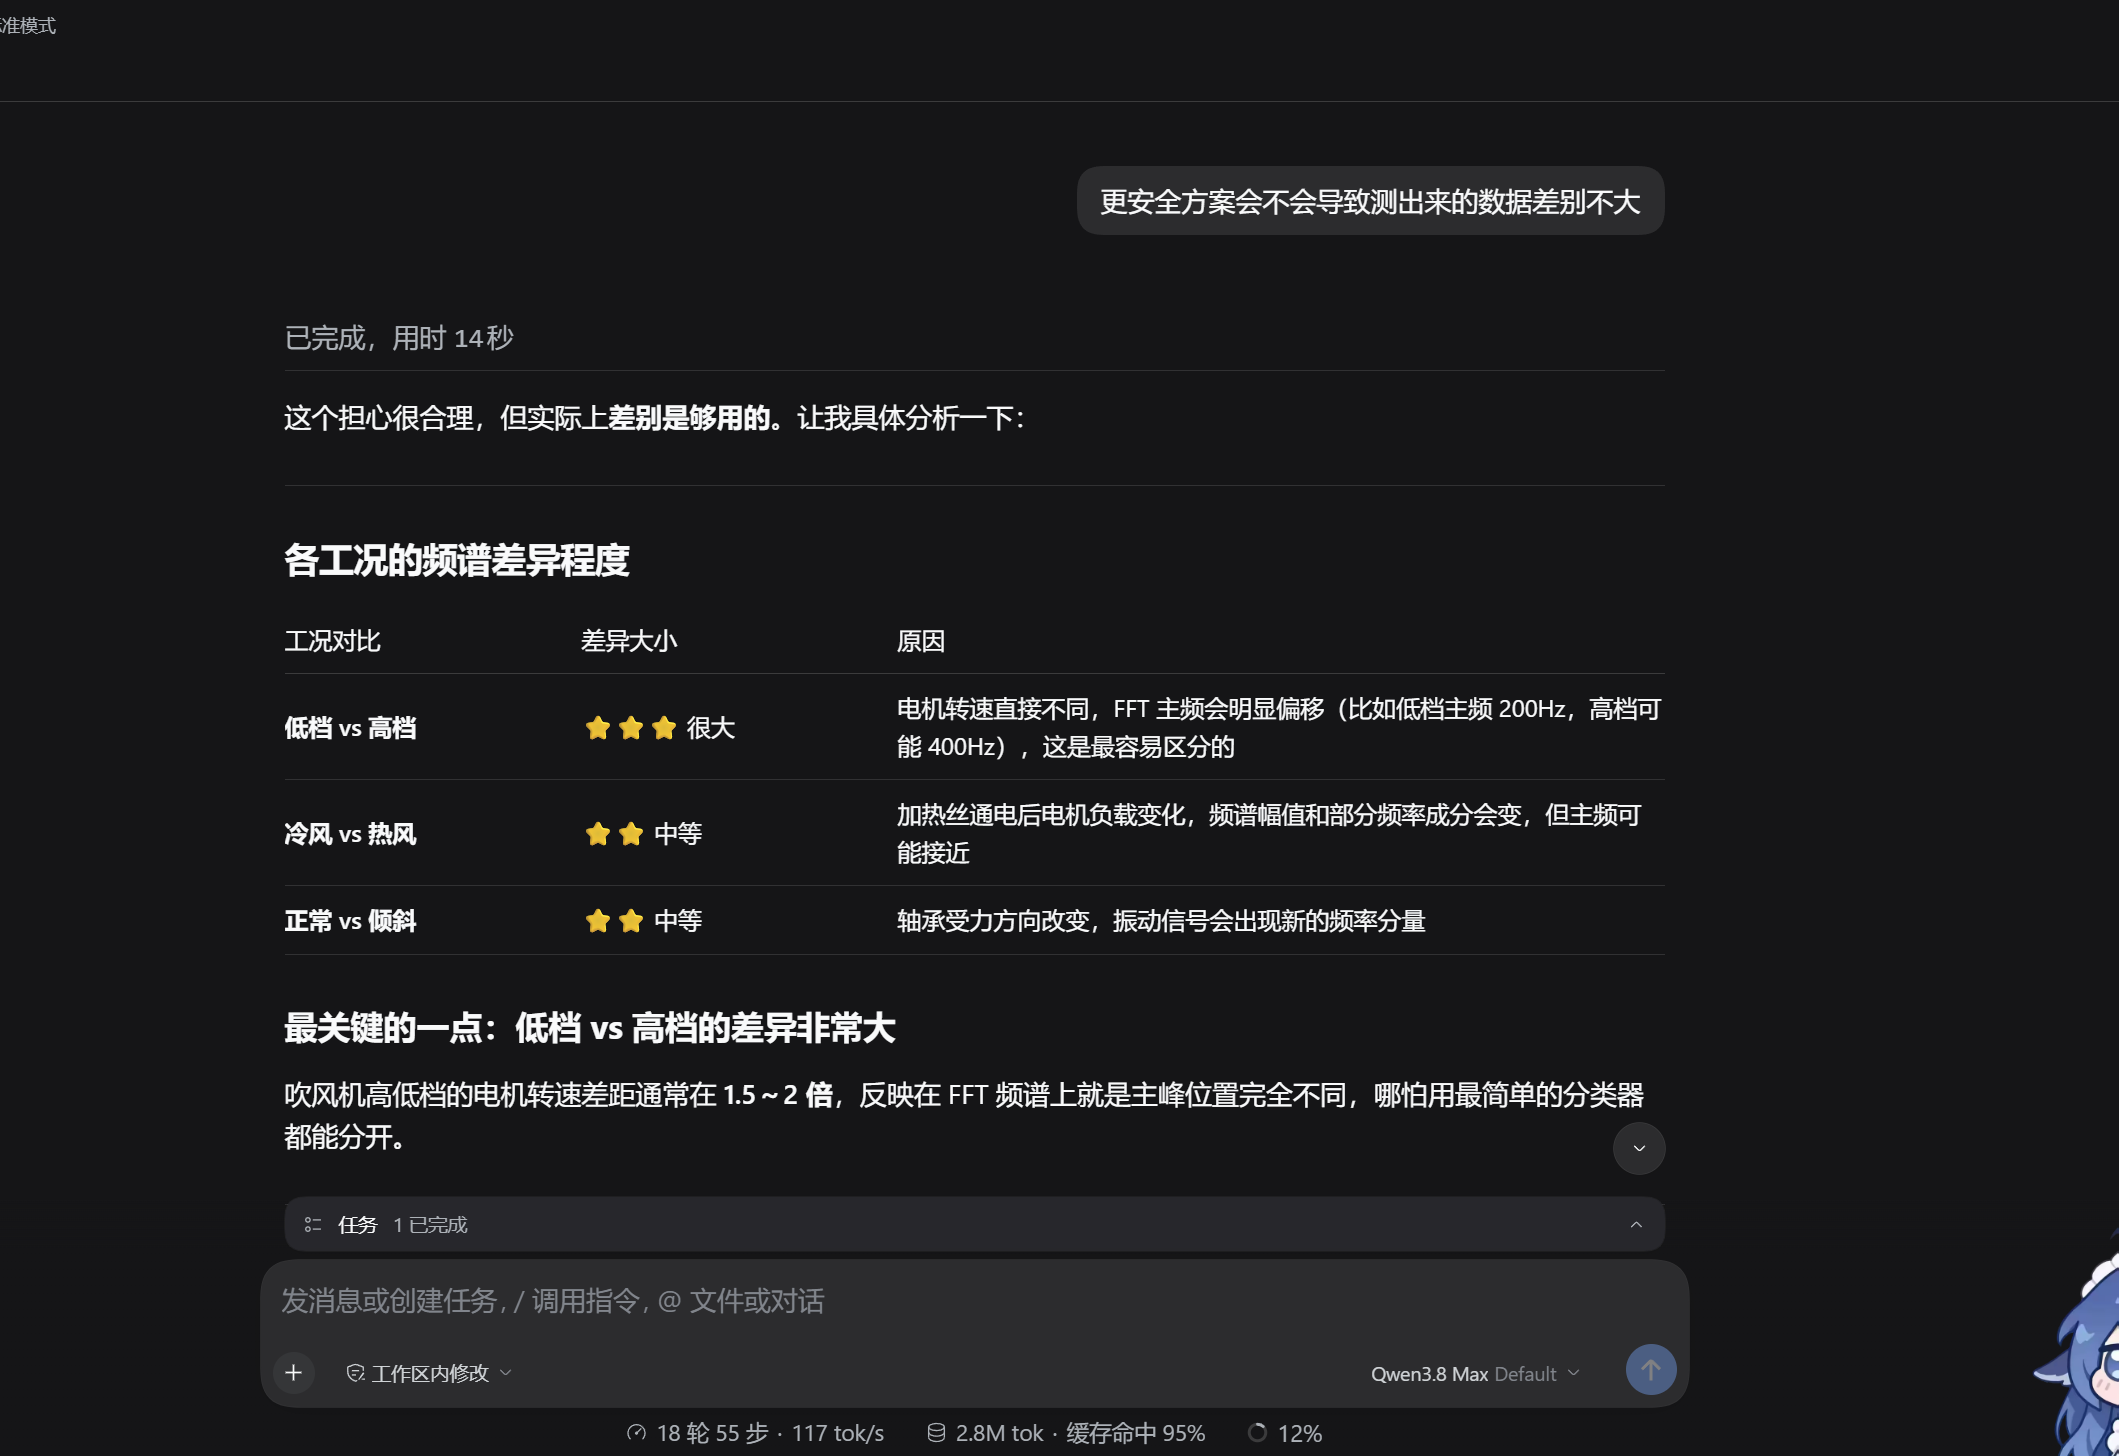 准模式
更安全方案会不会导致测出来的数据差别不大
已完成，用时 14秒
这个担心很合理，但实际上差别是够用的。让我具体分析一下：
各工况的频谱差异程度
工况对比 差异大小 原因
低档 vs 高档 ⭐⭐⭐ 很大 电机转速直接不同，FFT 主频会明显偏移（比如低档主频 200Hz，高档可
能 400Hz），这是最容易区分的
冷风 vs 热风 ⭐⭐ 中等 加热丝通电后电机负载变化，频谱幅值和部分频率成分会变，但主频可
能接近
正常 vs 倾斜 ⭐⭐ 中等 轴承受力方向改变，振动信号会出现新的频率分量
最关键的一点：低档 vs 高档的差异非常大
吹风机高低档的电机转速差距通常在 1.5～2 倍，反映在 FFT 频谱上就是主峰位置完全不同，哪怕用最简单的分类器
都能分开。
任务 1 已完成
发消息或创建任务, / 调用指令, @ 文件或对话
工作区内修改 Qwen3.8 Max Default
18 轮 55 步 · 117 tok/s 2.8M tok · 缓存命中 95% 12%